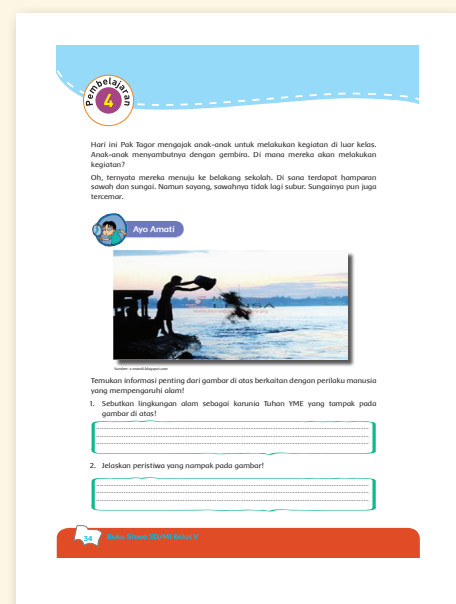 Pembelajaran
4
Hari ini Pak Tagor mengajak anak-anak untuk melakukan kegiatan di luar kelas.
Anak-anak menyambutnya dengan gembira. Di mana mereka akan melakukan
kegiatan?
Oh, ternyata mereka menuju ke belakang sekolah. Di sana terdapat hamparan
sawah dan sungai. Namun sayang, sawahnya tidak lagi subur. Sungainya pun juga
tercemar.
Ayo Amati
Temukan informasi penting dari gambar di atas berkaitan dengan perilaku manusia
yang mempengaruhi alam!
1. Sebutkan lingkungan alam sebagai karunia Tuhan YME yang tampak pada
gambar di atas!
2. Jelaskan peristiwa yang nampak pada gambar!
34 Buku Siswa SD/MI Kelas V